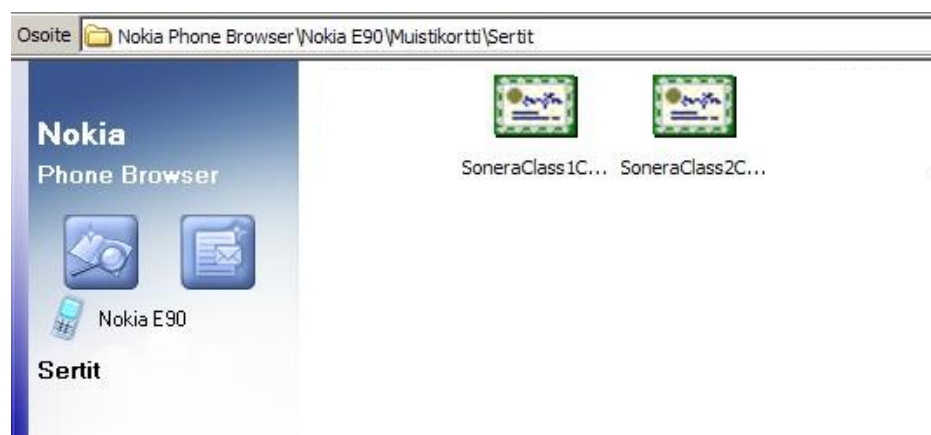 Osoite Nokia Phone Browser\Nokia E90\Muistikortti\Sertit
Nokia
Phone Browser
Nokia E90
Sertit
SoneraClass1C... SoneraClass2C...